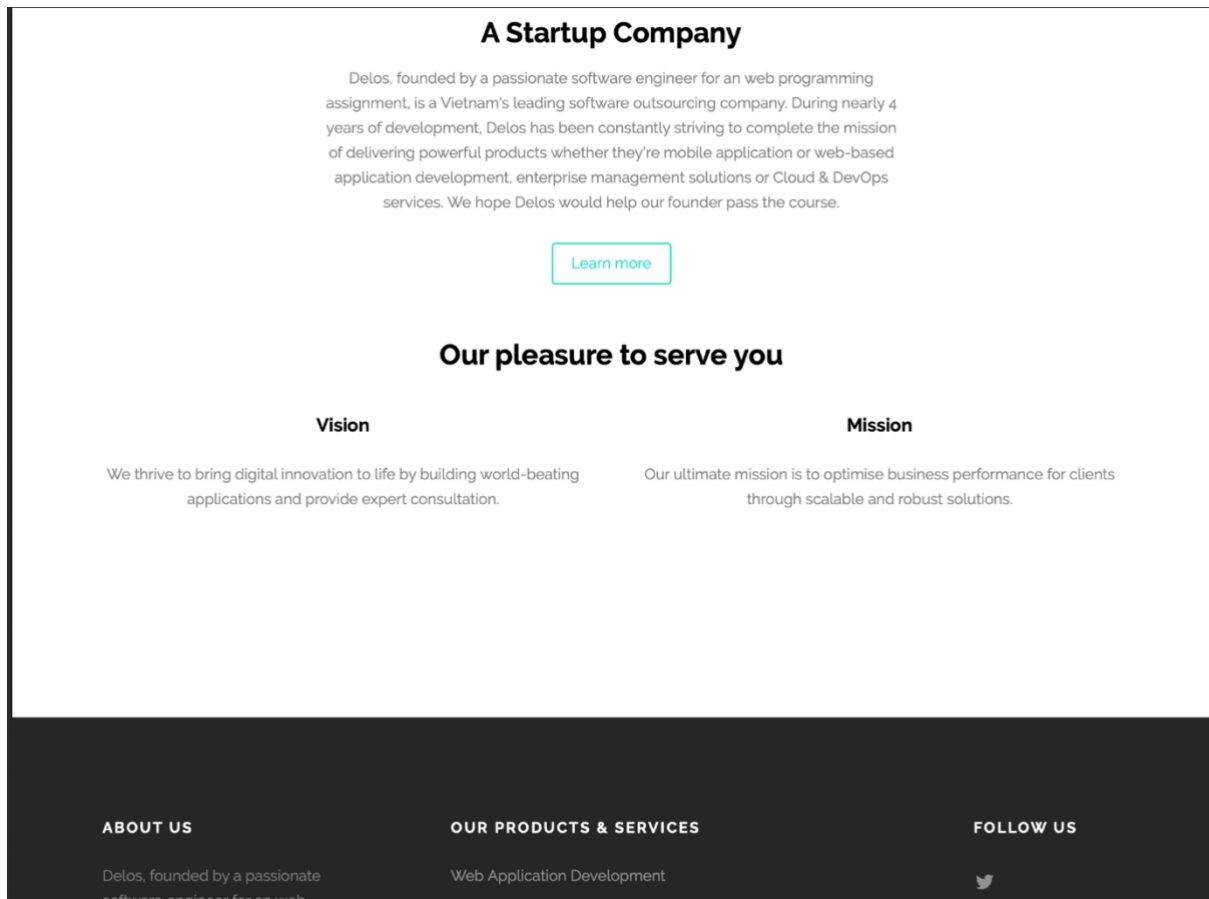 A Startup Company
Delos, founded by a passionate software engineer for an web programming
assignment, is a Vietnam's leading software outsourcing company. During nearly 4
years of development, Delos has been constantly striving to complete the mission
of delivering powerful products whether they're mobile application or web-based
application development, enterprise management solutions or Cloud & DevOps
services. We hope Delos would help our founder pass the course.
Learn more
Our pleasure to serve you
Vision
We thrive to bring digital innovation to life by building world-beating
applications and provide expert consultation.
Mission
Our ultimate mission is to optimise business performance for clients
through scalable and robust solutions.
ABOUT US
Delos, founded by a passionate
software engineer for an web
OUR PRODUCTS & SERVICES
Web Application Development
FOLLOW US